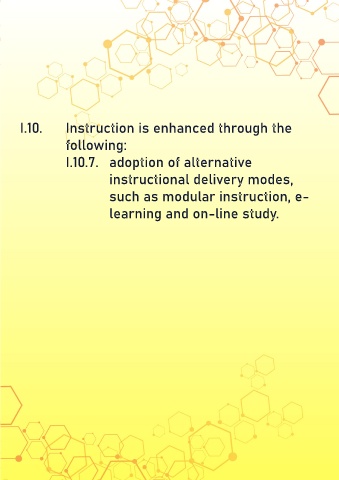 I.10. Instruction is enhanced through the
following:
I.10.7. adoption of alternative
instructional delivery modes,
such as modular instruction, e-
learning and on-line study.